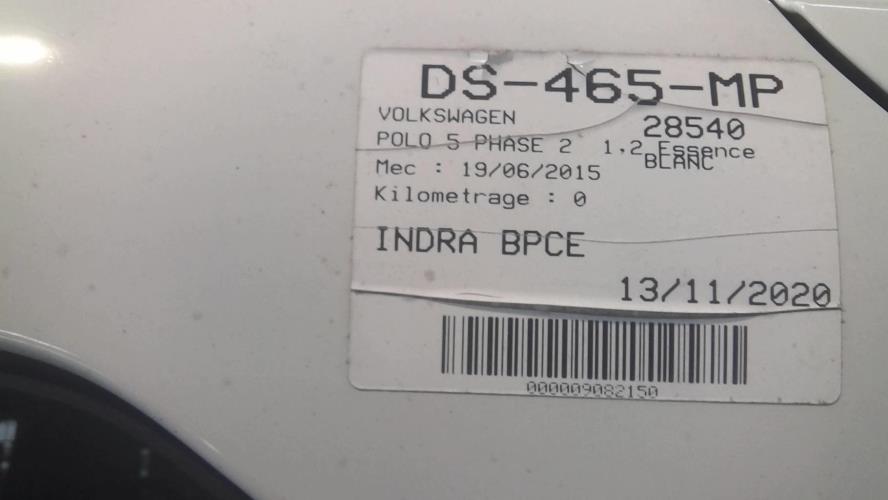 DS-465-MP
VOLKSWAGEN 28540
POLO 5 PHASE 2 1.2 Essence
BLANC
Mec : 19/06/2015
Kilometrage : 0
INDRA BPCE
13/11/2020
000009082150